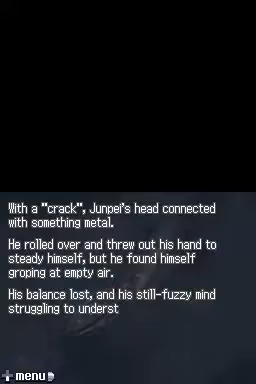 With a "crack", Junpei's head connected
with something metal.
He rolled over and threw out his hand to
steady himself, but he found himself
groping at empty air.
His balance lost, and his still-fuzzy mind
struggling to underst
menu